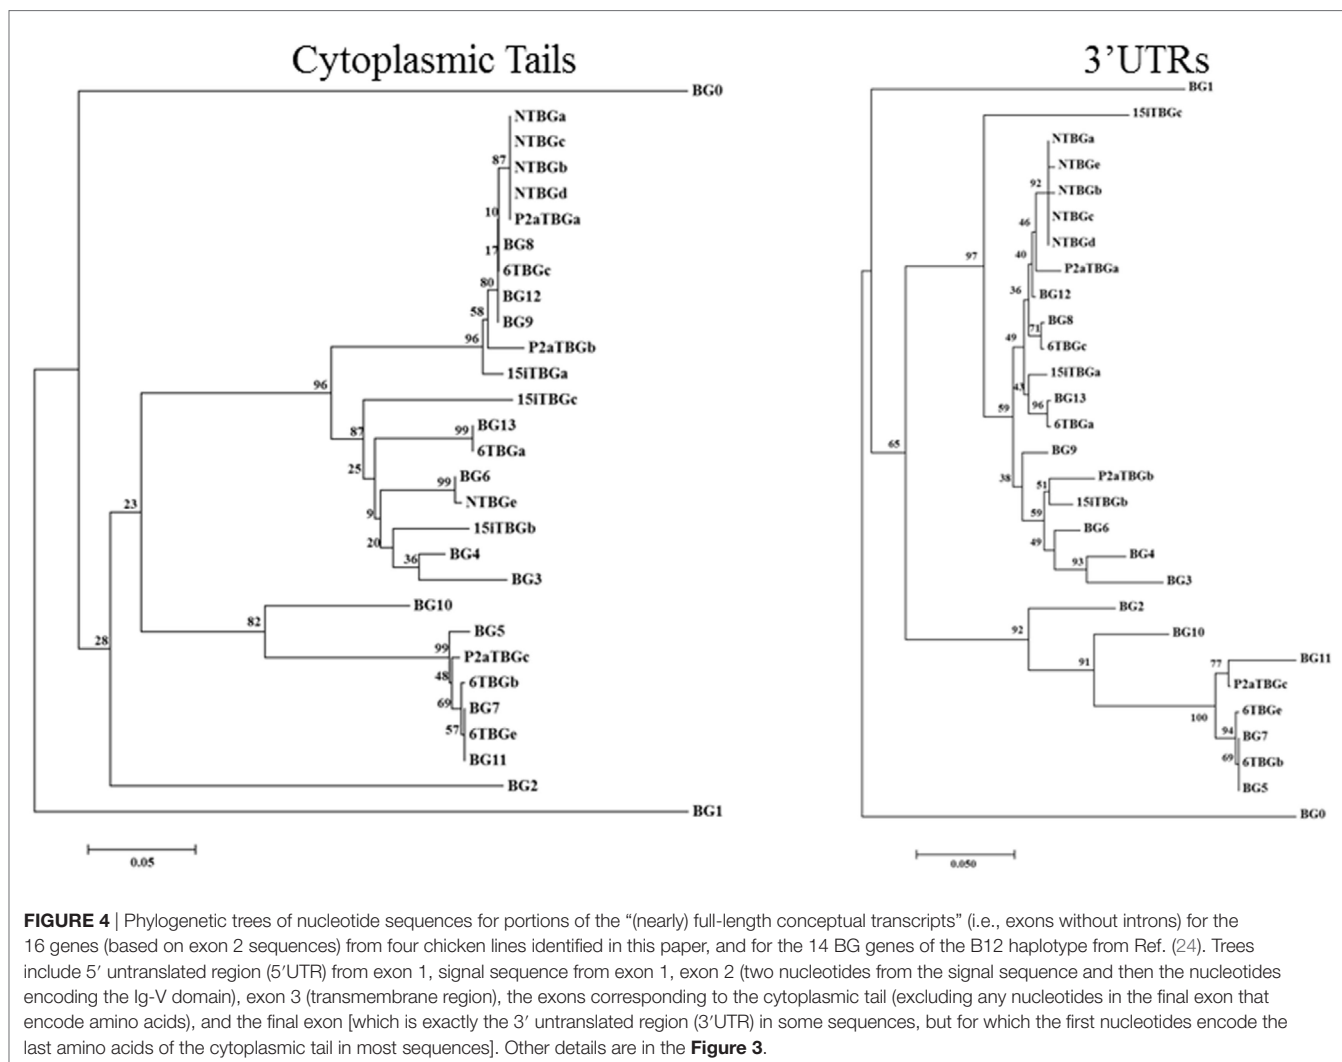 Cytoplasmic Tails
BG0
NTBGa
NTBGc
87
NTBGb
NTBGd
10
P2aTBGa
17
BG8
6TBGc
80
BG12
58
BG9
96
P2aTBGb
15iTBGa
96
15iTBGc
87
99
BG13
6TBGa
25
99
BG6
NTBGe
9
15iTBGb
20
36
BG4
BG3
23
BG10
82
BG5
99
P2aTBGc
48
6TBGb
69
BG7
57
6TBGe
BG11
28
BG2
BG1
0.05
3'UTRs
BG1
15iTBGc
NTBGa
NTBGe
92
NTBGb
46
NTBGc
NTBGd
40
P2aTBGa
97
36
BG12
71
BG8
49
6TBGc
43
15iTBGa
96
BG13
59
6TBGa
65
BG9
38
51
P2aTBGb
15iTBGb
59
BG6
49
93
BG4
BG3
BG2
92
BG10
91
77
BG11
P2aTBGc
100
6TBGe
94
BG7
69
6TBGb
BG5
BG0
0.050
FIGURE 4 | Phylogenetic trees of nucleotide sequences for portions of the “(nearly) full-length conceptual transcripts” (i.e., exons without introns) for the
16 genes (based on exon 2 sequences) from four chicken lines identified in this paper, and for the 14 BG genes of the B12 haplotype from Ref. (24). Trees
include 5′ untranslated region (5′UTR) from exon 1, signal sequence from exon 1, exon 2 (two nucleotides from the signal sequence and then the nucleotides
encoding the Ig-V domain), exon 3 (transmembrane region), the exons corresponding to the cytoplasmic tail (excluding any nucleotides in the final exon that
encode amino acids), and the final exon [which is exactly the 3′ untranslated region (3′UTR) in some sequences, but for which the first nucleotides encode the
last amino acids of the cytoplasmic tail in most sequences]. Other details are in the Figure 3.